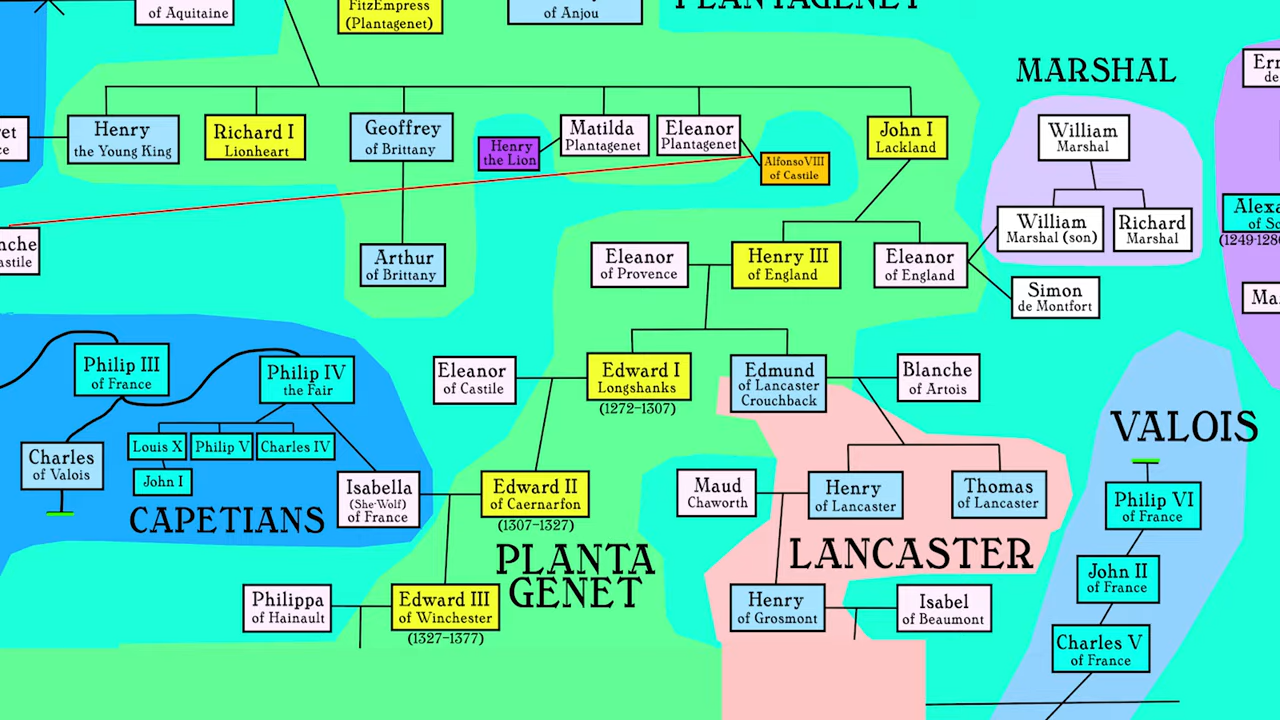 of Aquitaine
FitzEmpress
(Plantagenet)
of Anjou
PLANTAGENET
MARSHAL
Henry
the Young King
Richard I
Lionheart
Geoffrey
of Brittany
Henry
the Lion
Matilda
Plantagenet
Eleanor
Plantagenet
Alfonso VIII
of Castile
John I
Lackland
William
Marshal
William
Marshal (son)
Richard
Marshal
Arthur
of Brittany
Eleanor
of Provence
Henry III
of England
Eleanor
of England
Simon
de Montfort
Philip III
of France
Philip IV
the Fair
Eleanor
of Castile
Edward I
Longshanks
(1272-1307)
Edmund
of Lancaster
Crouchback
Blanche
of Artois
VALOIS
Charles
of Valois
Louis X
Philip V
Charles IV
John I
CAPETIANS
Isabella
(She-Wolf)
of France
Edward II
of Caernarfon
(1307-1327)
Maud
Chaworth
Henry
of Lancaster
Thomas
of Lancaster
Philip VI
of France
PLANTA
GENET
LANCASTER
John II
of France
Philippa
of Hainault
Edward III
of Winchester
(1327-1377)
Henry
of Grosmont
Isabel
of Beaumont
Charles V
of France